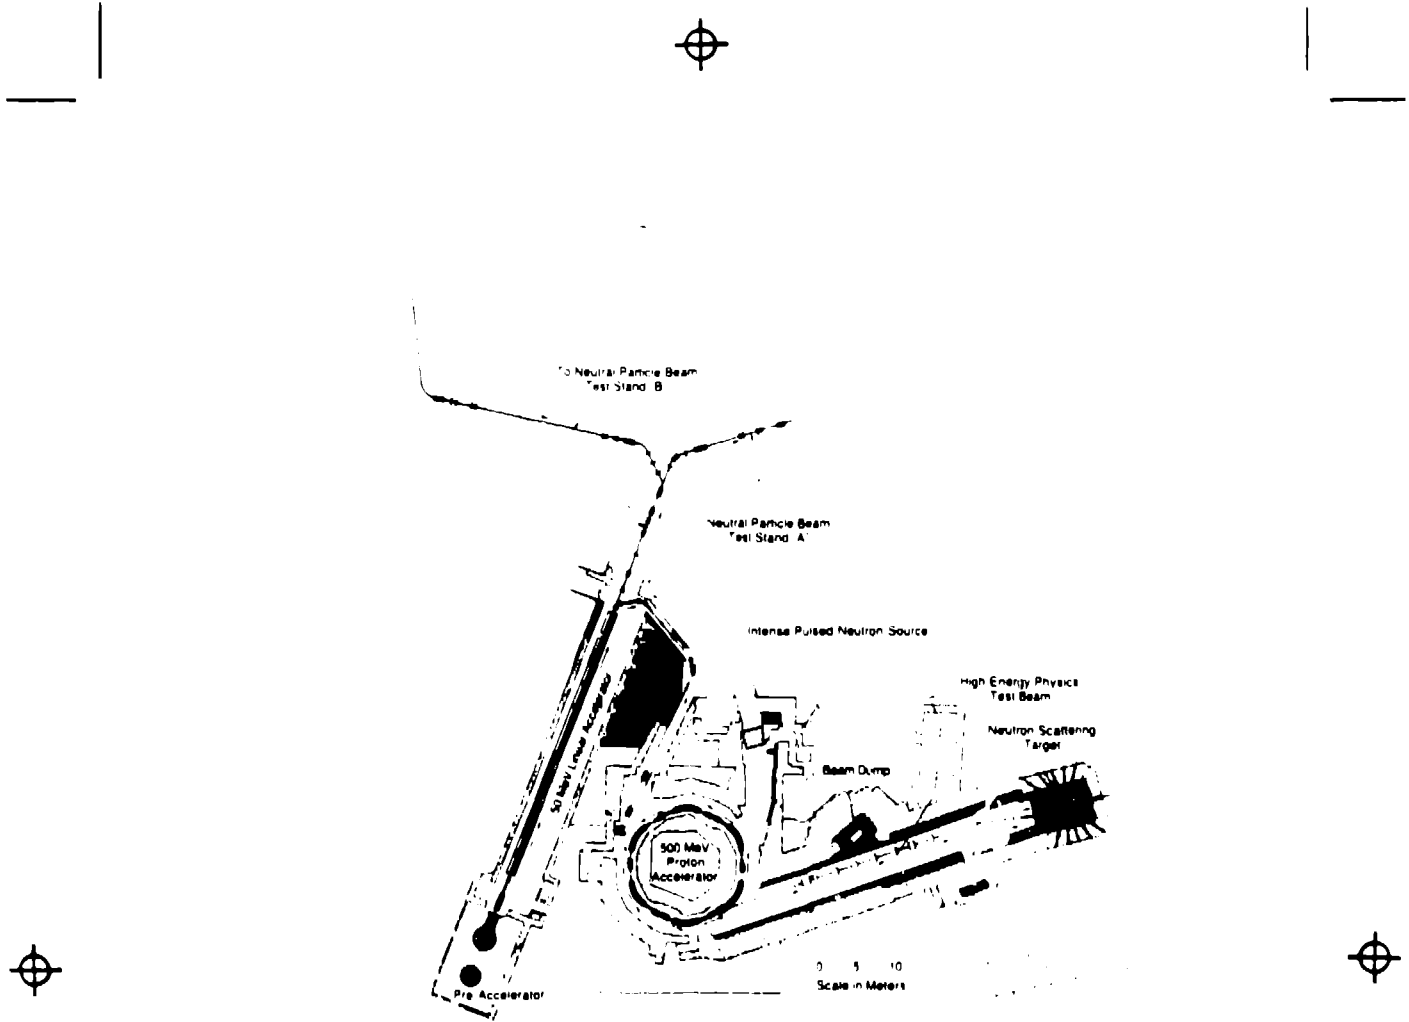 To Neutral Particle Beam
Test Stand B
Neutral Particle Beam
Test Stand A
Intense Pulsed Neutron Source
High Energy Physics
Test Beam
Neutron Scattering
Target
Beam Dump
50 MeV Linear Accelerator
500 MeV
Proton
Accelerator
0 5 10
Scale in Meters
Pre Accelerator